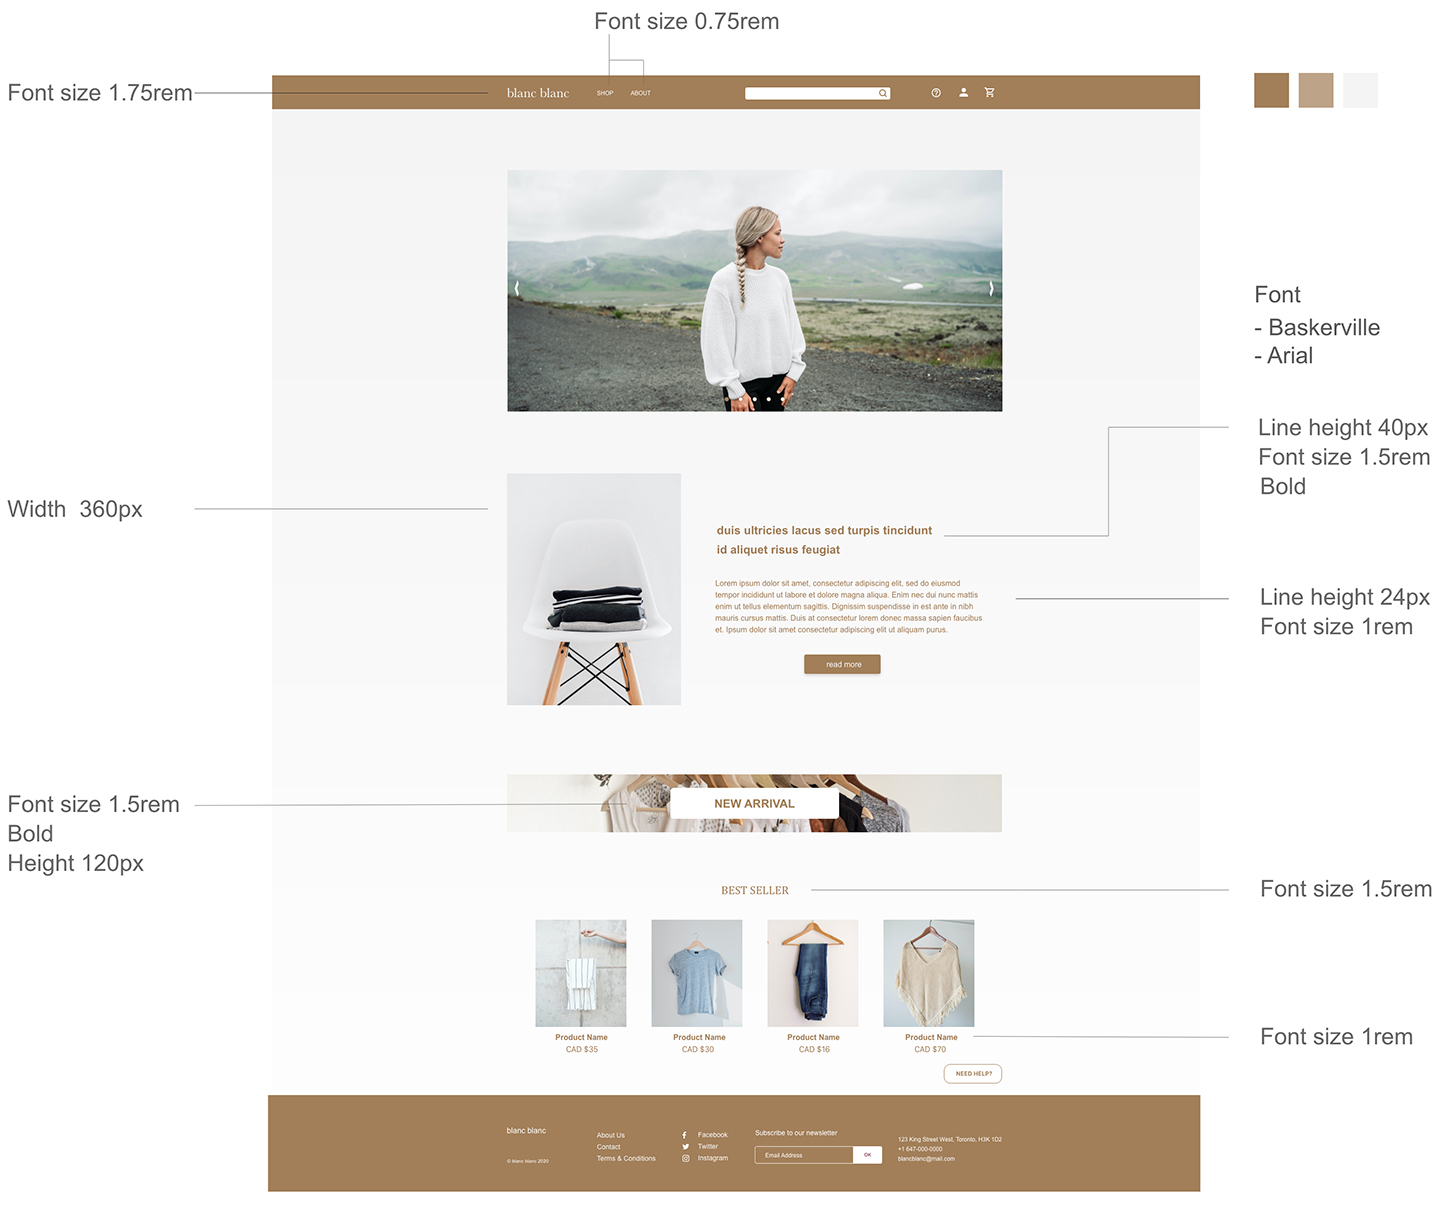 Font size 0.75rem
Font size 1.75rem
blanc blanc
SHOP
ABOUT
Font
- Baskerville
- Arial
Line height 40px
Font size 1.5rem
Bold
Width 360px
duis ultricies lacus sed turpis tincidunt
id aliquet risus feugiat
Lorem ipsum dolor sit amet, consectetur adipiscing elit, sed do eiusmod
tempor incididunt ut labore et dolore magna aliqua. Enim nec dui nunc mattis
enim ut tellus elementum sagittis. Dignissim suspendisse in est ante in nibh
mauris cursus mattis. Duis at consectetur lorem donec massa sapien faucibus
et. Ipsum dolor sit amet consectetur adipiscing elit ut aliquam purus.
Line height 24px
Font size 1rem
read more
Font size 1.5rem
Bold
Height 120px
NEW ARRIVAL
BEST SELLER
Font size 1.5rem
Product Name
CAD $35
Product Name
CAD $30
Product Name
CAD $16
Product Name
CAD $70
Font size 1rem
NEED HELP?
blanc blanc
© blanc blanc 2020
About Us
Contact
Terms & Conditions
Facebook
Twitter
Instagram
Subscribe to our newsletter
Email Address
OK
123 King Street West, Toronto, H3K 1D2
+1 647-000-0000
blancblanc@mail.com